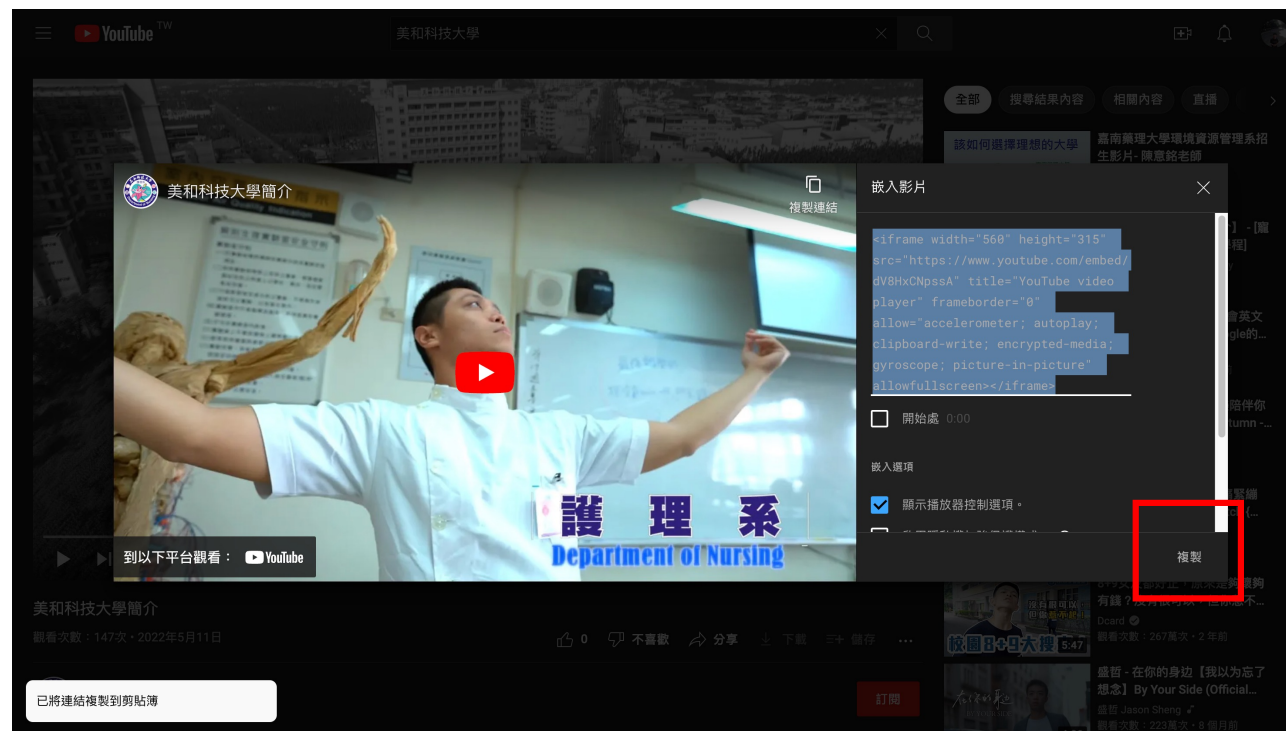 YouTube TW
美和科技大學
全部 搜尋結果內容 相關內容 直播
該如何選擇理想的大學
嘉南藥理大學環境資源管理系招
生影片- 陳意銘老師
美和科技大學簡介
複製連結
嵌入影片
<iframe width="560" height="315"
src="https://www.youtube.com/embed/
dV8HxCNpssA" title="YouTube video
player" frameborder="0"
allow="accelerometer; autoplay;
clipboard-write; encrypted-media;
gyroscope; picture-in-picture"
allowfullscreen></iframe>
開始處 0:00
嵌入選項
顯示播放器控制選項。
複製
護理系
Department of Nursing
到以下平台觀看： YouTube
美和科技大學簡介
觀看次數：147次・2022年5月11日
0 不喜歡 分享 下載 儲存
訂閱
已將連結複製到剪貼簿
校園8+9大搜
5:47
Dcard
觀看次數：267萬次・2 年前
盛哲 - 在你的身边【我以为忘了
想念】By Your Side (Official...
盛哲 Jason Sheng
觀看次數：223萬次・8 個月前